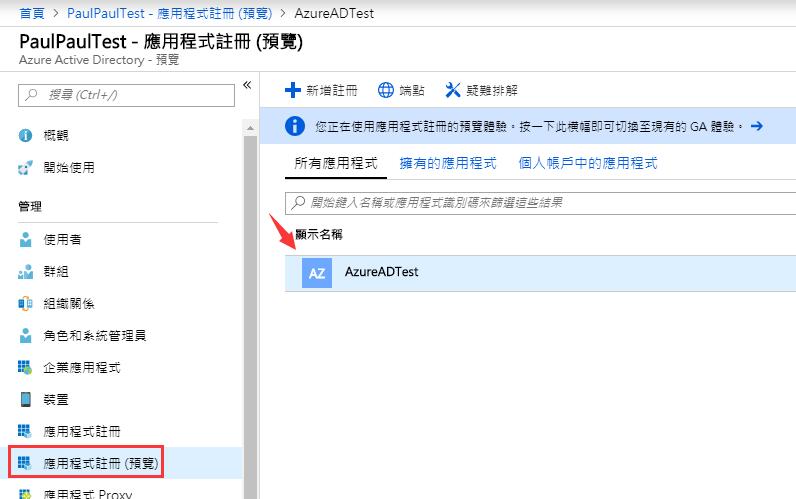 首頁 > PaulPaulTest - 應用程式註冊 (預覽) > AzureADTest
PaulPaulTest - 應用程式註冊 (預覽)
Azure Active Directory - 預覽
搜尋 (Ctrl+/)
概觀
開始使用
管理
使用者
群組
組織關係
角色和系統管理員
企業應用程式
裝置
應用程式註冊
應用程式註冊 (預覽)
應用程式 Proxy
新增註冊 端點 疑難排解
您正在使用應用程式註冊的預覽體驗。按一下此橫幅即可切換至現有的 GA 體驗。 →
所有應用程式 擁有的應用程式 個人帳戶中的應用程式
開始鍵入名稱或應用程式識別碼來篩選這些結果
顯示名稱
AZ AzureADTest